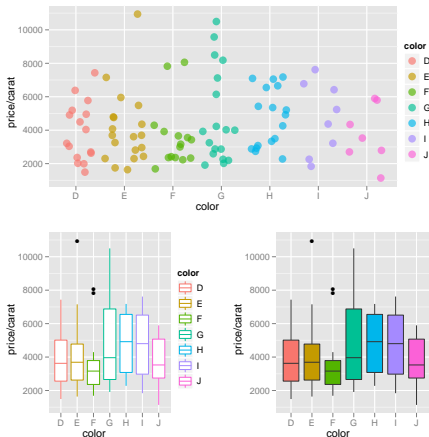 price/carat
10000
8000
6000
4000
2000
D E F G H I J
color
color
D
E
F
G
H
I
J
price/carat
10000
8000
6000
4000
2000
D E F G H I J
color
color
D
E
F
G
H
I
J
price/carat
10000
8000
6000
4000
2000
D E F G H I J
color